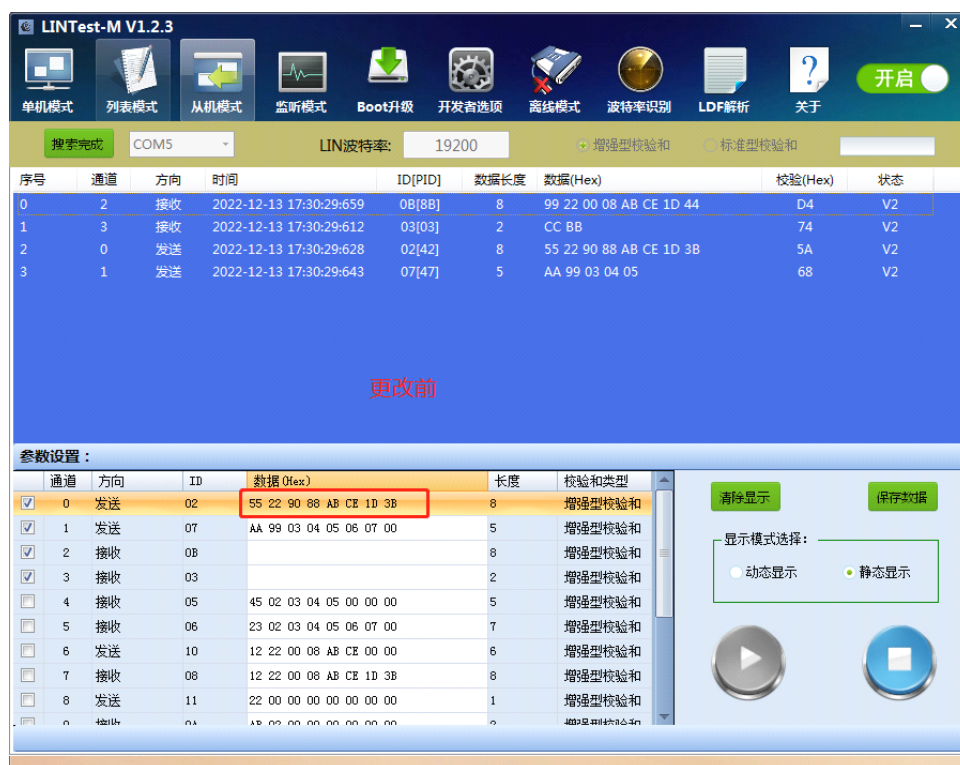 LINTest-M V1.2.3
单机模式 列表模式 从机模式 监听模式 Boot升级 开发者选项 离线模式 波特率识别 LDF解析 关于 开启
搜索完成 COM5 LIN波特率: 19200 增强型校验和 标准型校验和
序号 通道 方向 时间 ID[PID] 数据长度 数据(Hex) 校验(Hex) 状态
0 2 接收 2022-12-13 17:30:29:659 0B[8B] 8 99 22 00 08 AB CE 1D 44 D4 V2
1 3 接收 2022-12-13 17:30:29:612 03[03] 2 CC BB 74 V2
2 0 发送 2022-12-13 17:30:29:628 02[42] 8 55 22 90 88 AB CE 1D 3B 5A V2
3 1 发送 2022-12-13 17:30:29:643 07[47] 5 AA 99 03 04 05 68 V2
更改前
参数设置：
通道 方向 ID 数据(Hex) 长度 校验和类型
0 发送 02 55 22 90 88 AB CE 1D 3B 8 增强型校验和
1 发送 07 AA 99 03 04 05 06 07 00 5 增强型校验和
2 接收 0B 8 增强型校验和
3 接收 03 2 增强型校验和
4 接收 05 45 02 03 04 05 00 00 00 5 增强型校验和
5 接收 06 23 02 03 04 05 06 07 00 7 增强型校验和
6 发送 10 12 22 00 08 AB CE 00 00 6 增强型校验和
7 接收 08 12 22 00 08 AB CE 1D 3B 8 增强型校验和
8 发送 11 22 00 00 00 00 00 00 00 1 增强型校验和
清除显示 保存数据
显示模式选择：
动态显示 静态显示